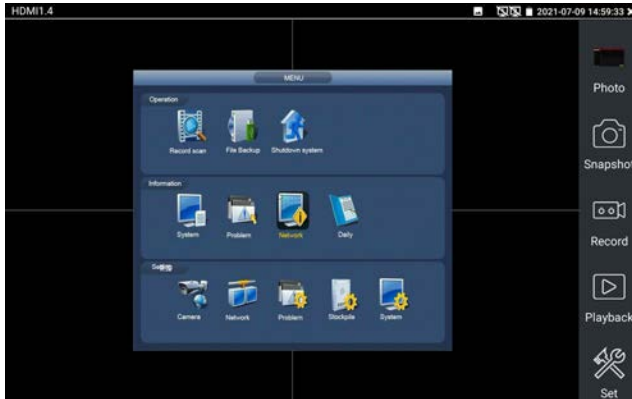 HDMI1.4
2021-07-09 14:59:33
MENU
Operation
Record scan
File Backup
Shutdown system
Information
System
Problem
Network
Daily
Camera
Network
Problem
Stockpile
System
Photo
Snapshot
Record
Playback
Set